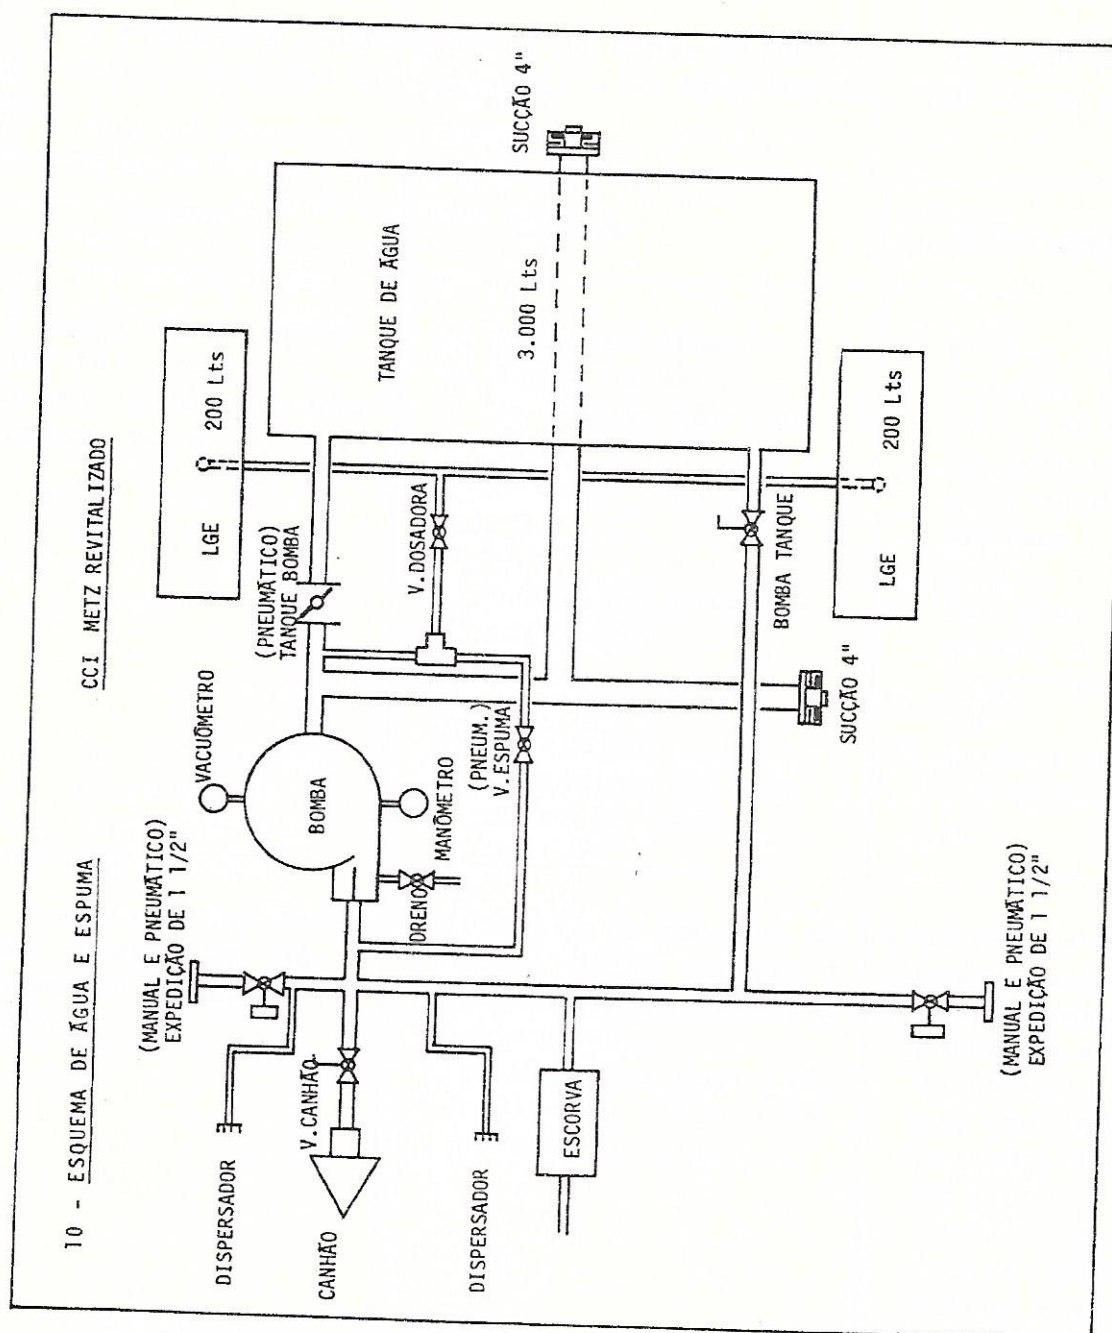 10 - ESQUEMA DE ÁGUA E ESPUMA
CCI METZ REVITALIZADO
(MANUAL E PNEUMÁTICO)
EXPEDIÇÃO DE 1 1/2"
VACUÔMETRO
(PNEUMÁTICO)
TANQUE BOMBA
LGE
200 Lts
DISPERSADOR
V.CANHÃO
CANHÃO
DRENO
BOMBA
MANÔMETRO
(PNEUM.)
V.ESPUMA
V.DOSADORA
TANQUE DE ÁGUA
3.000 Lts
SUCÇÃO 4"
DISPERSADOR
ESCORVA
SUCÇÃO 4"
BOMBA TANQUE
LGE
200 Lts
(MANUAL E PNEUMÁTICO)
EXPEDIÇÃO DE 1 1/2"